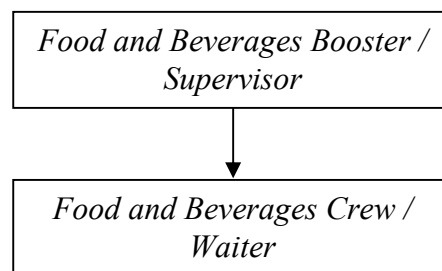 Food and Beverages Booster /
Supervisor
Food and Beverages Crew /
Waiter